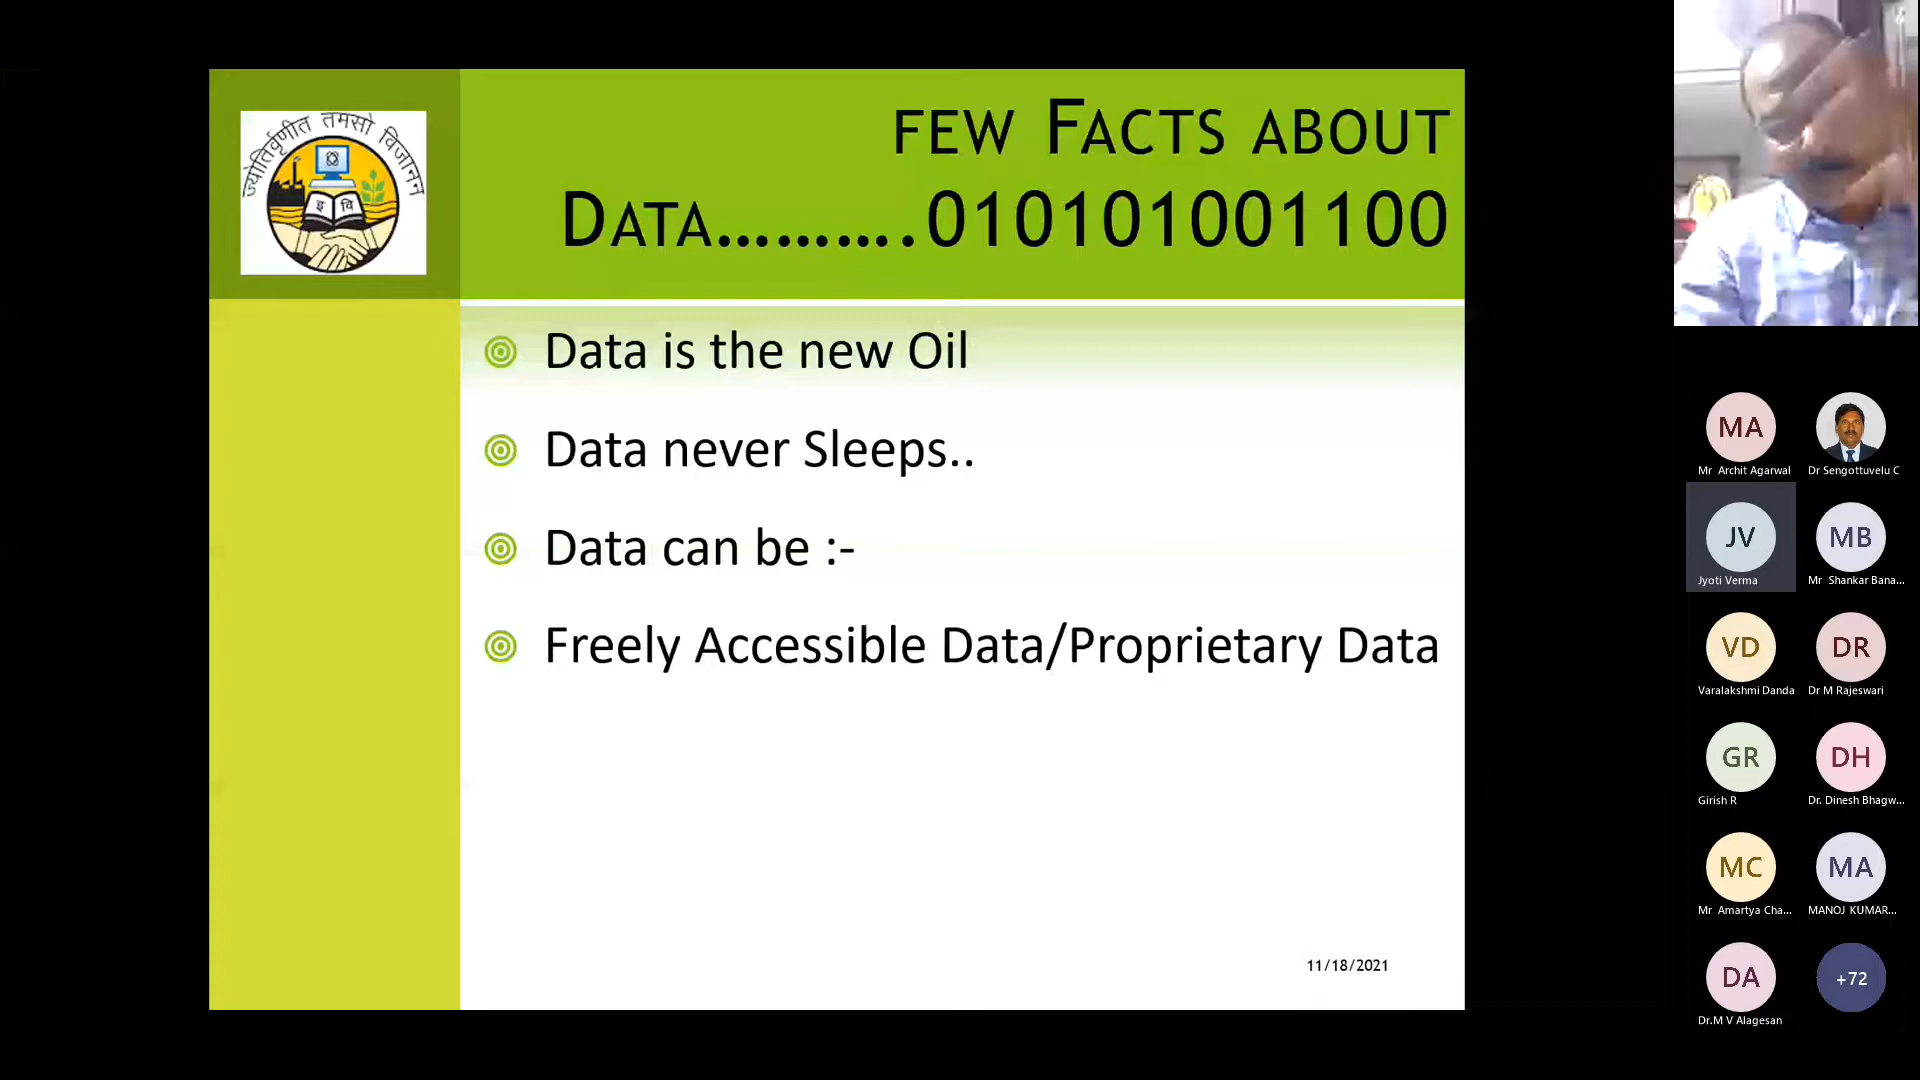 ज्योतिर्वृणीत तमसो विजानन
इ वि
FEW FACTS ABOUT
DATA……….010101001100
Data is the new Oil
Data never Sleeps..
Data can be :-
Freely Accessible Data/Proprietary Data
11/18/2021
MA
Mr Archit Agarwal
Dr Sengottuvelu C
JV
Jyoti Verma
MB
Mr Shankar Bana...
VD
Varalakshmi Danda
DR
Dr M Rajeswari
GR
Girish R
DH
Dr. Dinesh Bhagw...
MC
Mr Amartya Cha...
MA
MANOJ KUMAR...
DA
Dr.M V Alagesan
+72